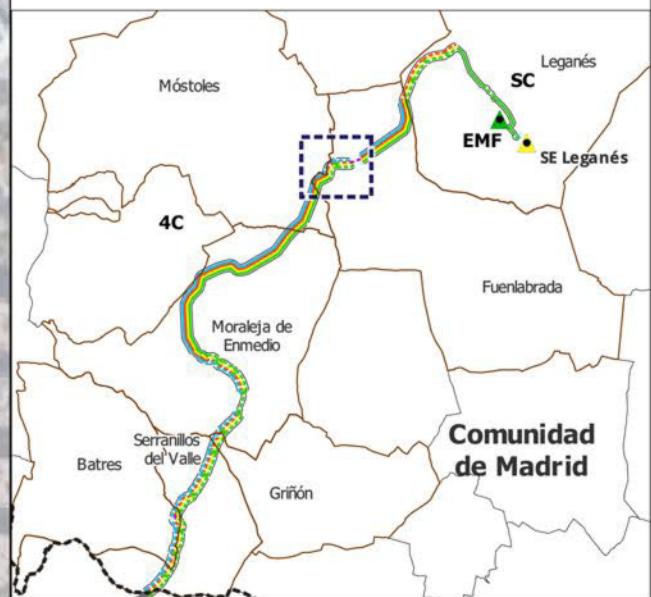 Leganés
Móstoles
SC
EMF
SE Leganés
4C
Fuenlabrada
Moraleja de
Enmedio
Serranillos
del Valle
Comunidad
de Madrid
Batres
Griñón